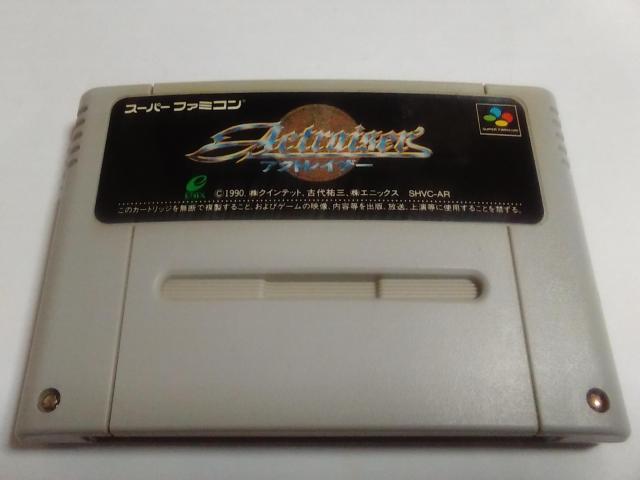 スーパーファミコン
Actraiser
アクトレイザー
SUPER FAMICOM
ENIX
©1990 ㈱クインテット、古代祐三、㈱エニックス SHVC-AR
このカートリッジを無断で複製すること、およびゲームの映像、内容等を出版、放送、上演等に使用することを禁ずる。